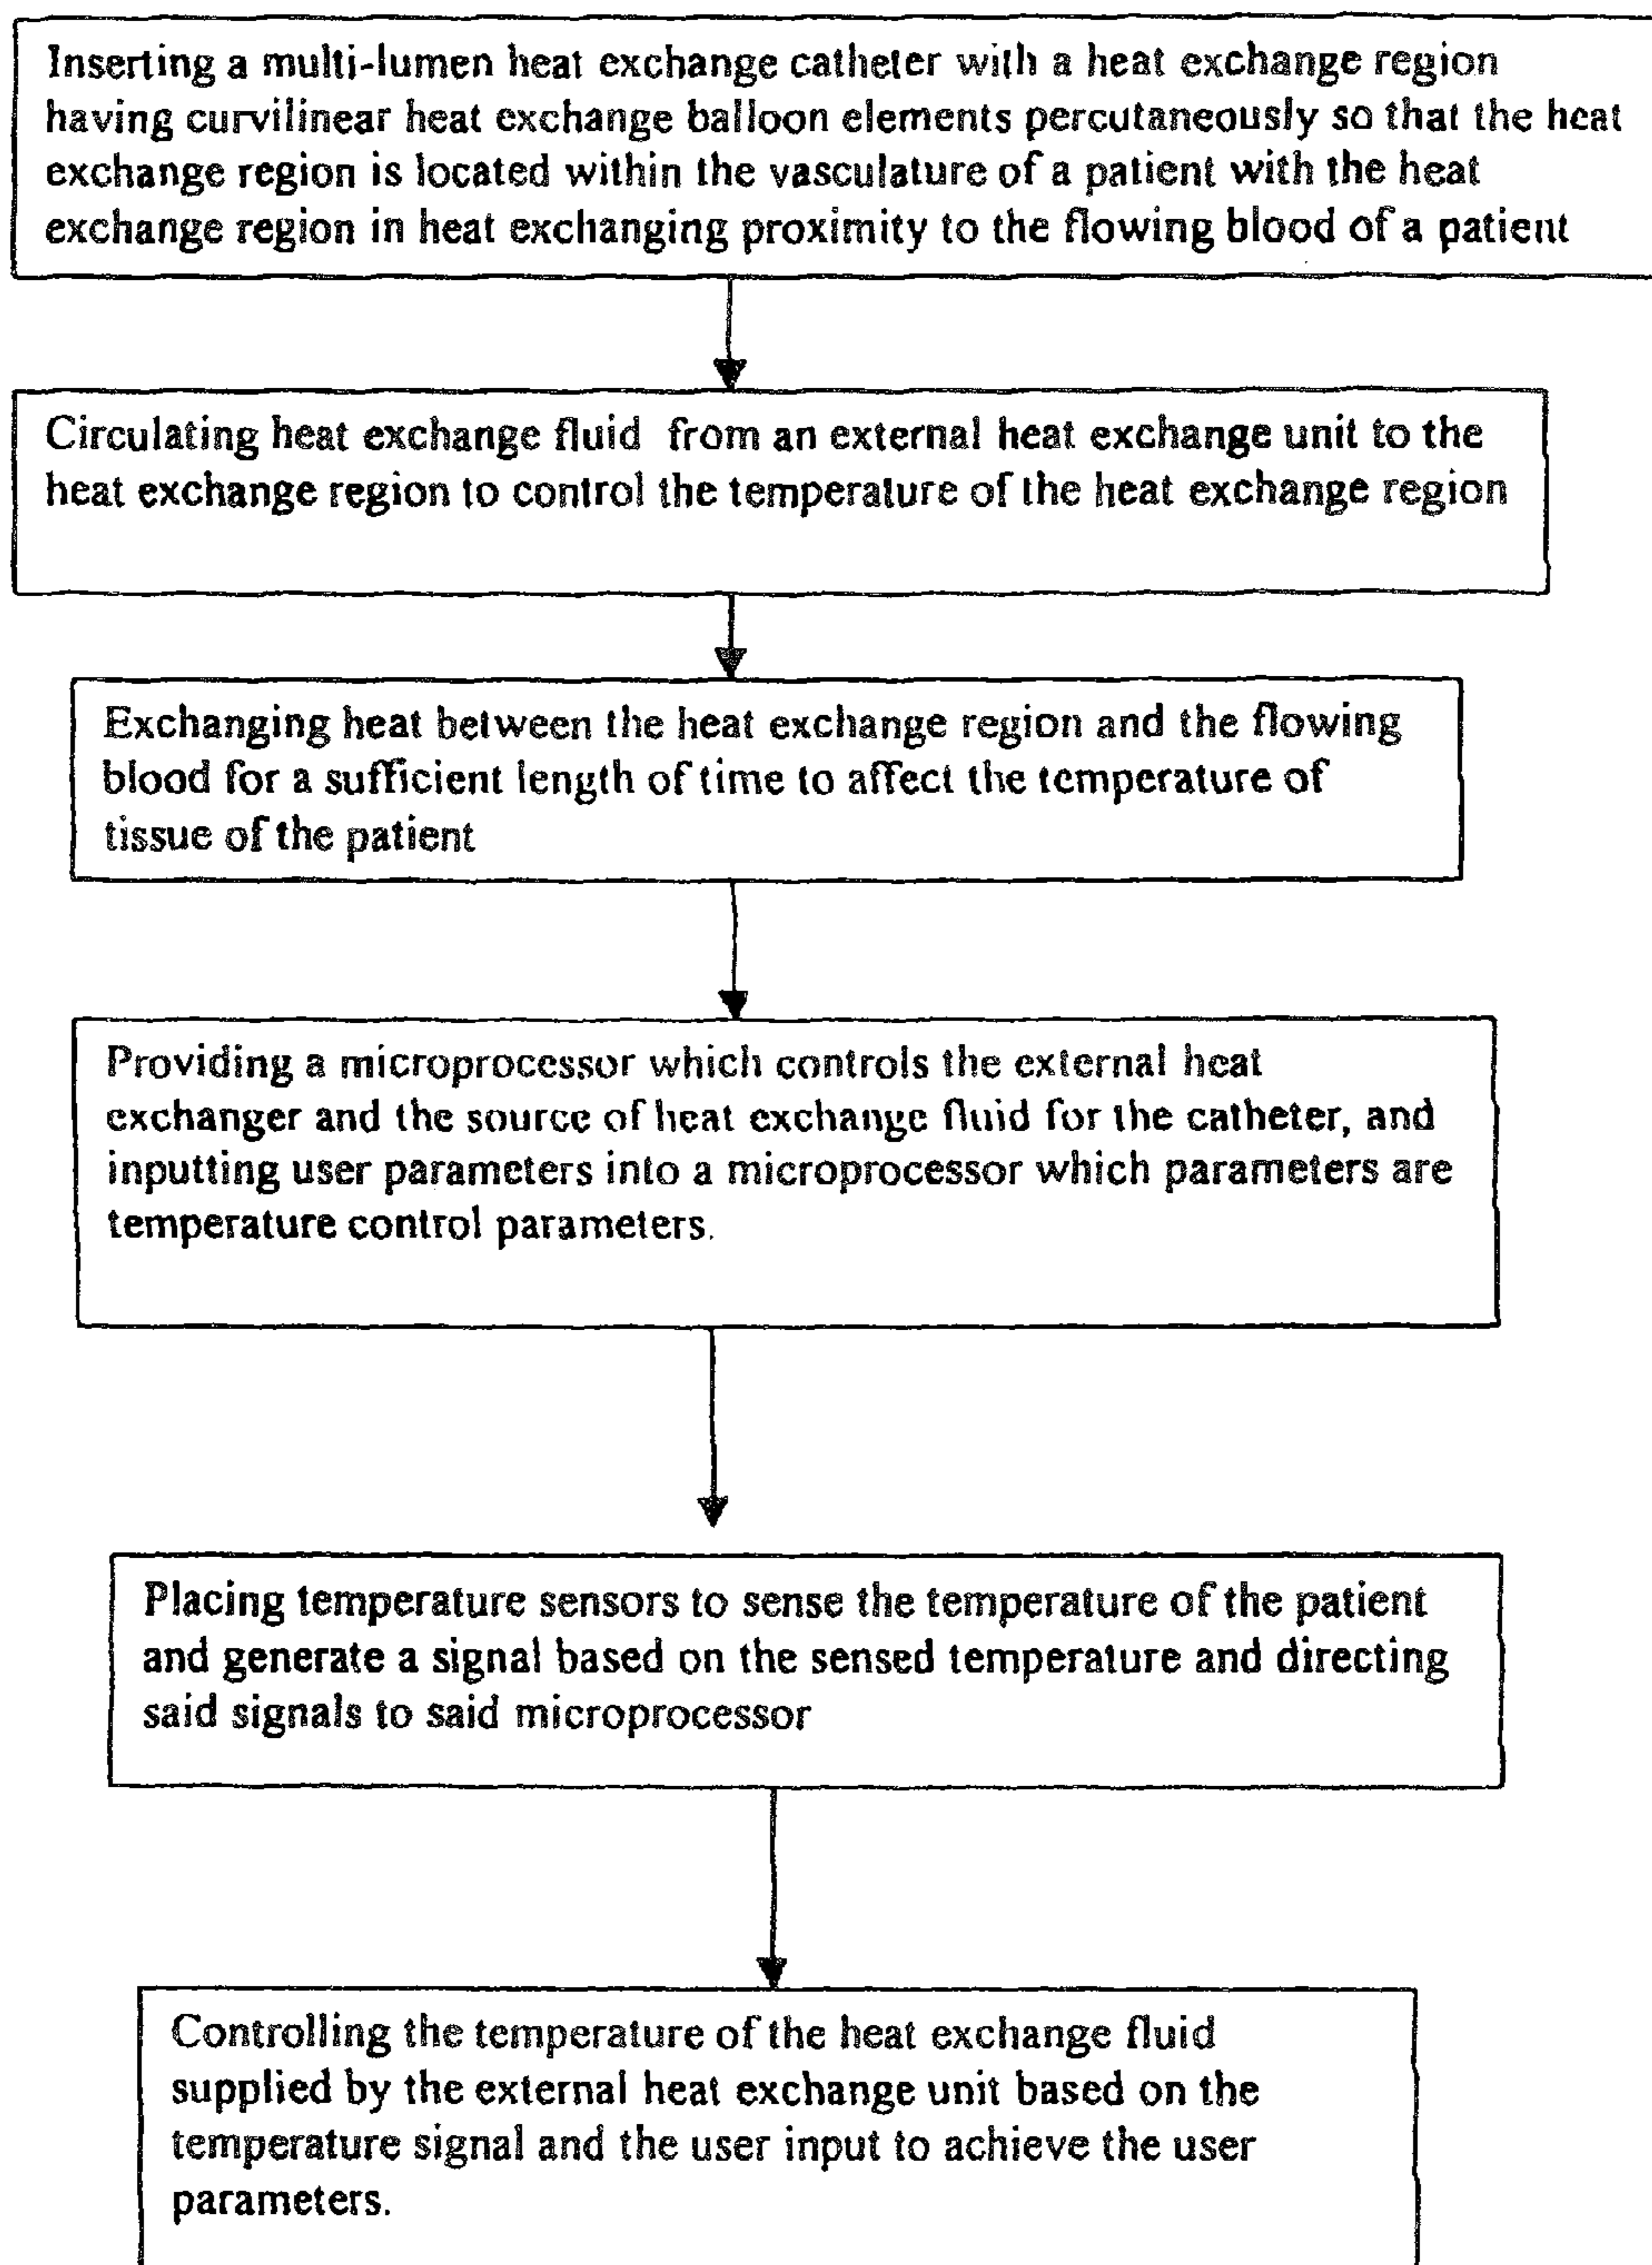 Inserting a multi-lumen heat exchange catheter with a heat exchange region
having curvilinear heat exchange balloon elements percutaneously so that the heat
exchange region is located within the vasculature of a patient with the heat
exchange region in heat exchanging proximity to the flowing blood of a patient
Circulating heat exchange fluid from an external heat exchange unit to the
heat exchange region to control the temperature of the heat exchange region
Exchanging heat between the heat exchange region and the flowing
blood for a sufficient length of time to affect the temperature of
tissue of the patient
Providing a microprocessor which controls the external heat
exchanger and the source of heat exchange fluid for the catheter, and
inputting user parameters into a microprocessor which parameters are
temperature control parameters.
Placing temperature sensors to sense the temperature of the patient
and generate a signal based on the sensed temperature and directing
said signals to said microprocessor
Controlling the temperature of the heat exchange fluid
supplied by the external heat exchange unit based on the
temperature signal and the user input to achieve the user
parameters.